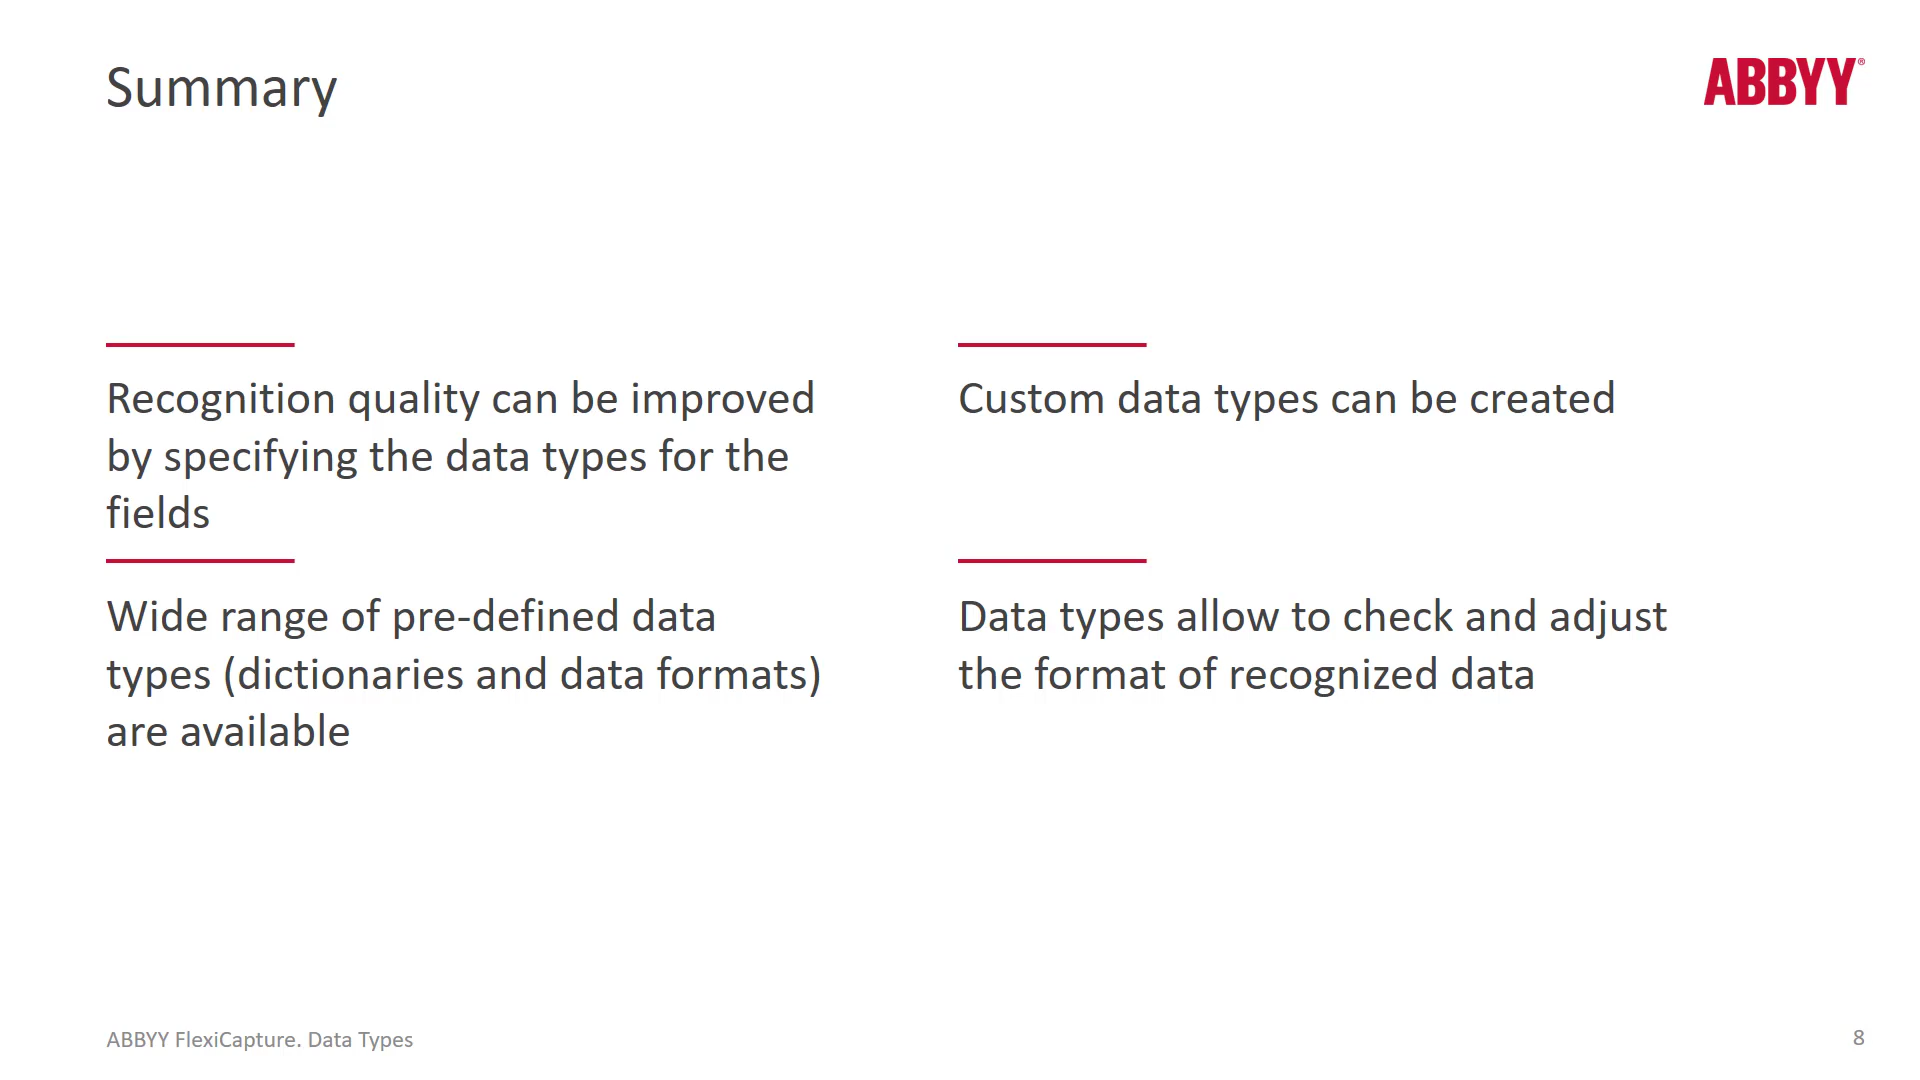 Summary
ABBYY®
Recognition quality can be improved
by specifying the data types for the
fields
Custom data types can be created
Wide range of pre-defined data
types (dictionaries and data formats)
are available
Data types allow to check and adjust
the format of recognized data
ABBYY FlexiCapture. Data Types
8